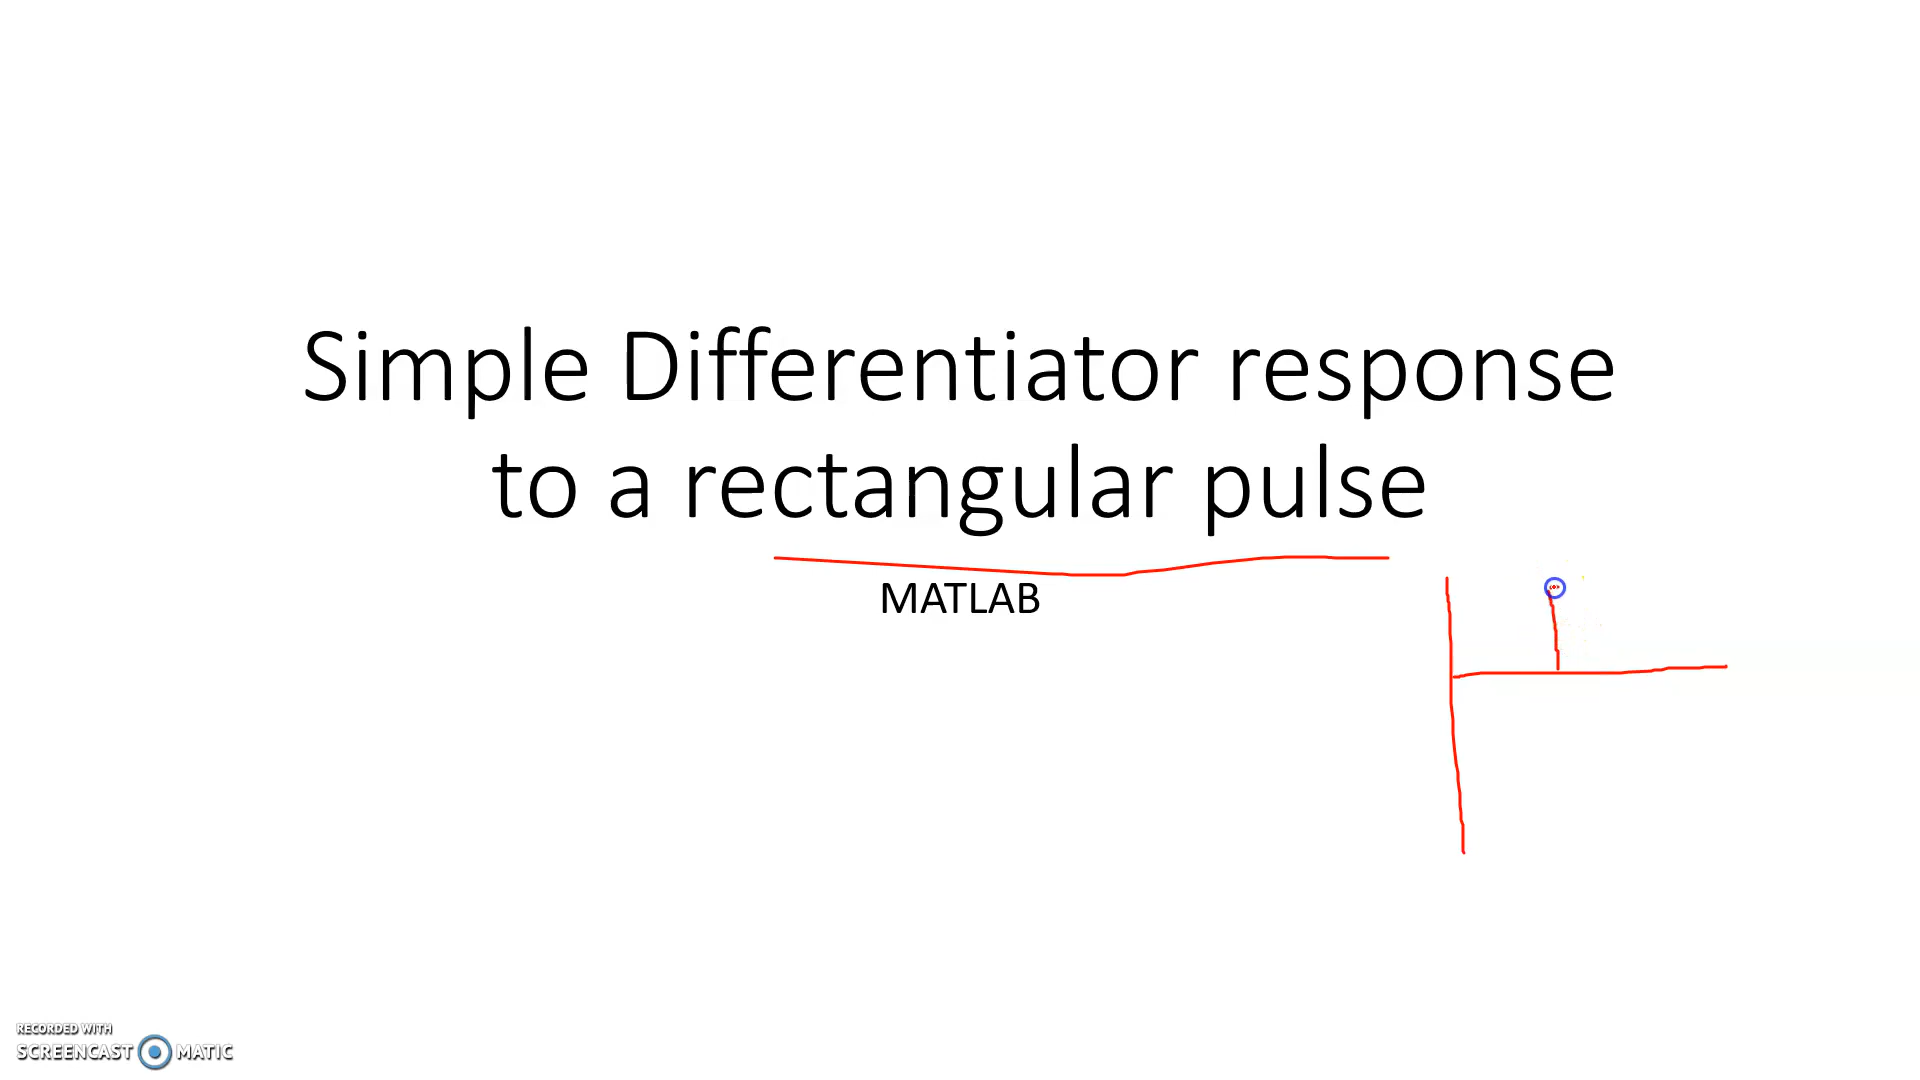 Simple Differentiator response
to a rectangular pulse
MATLAB
RECORDED WITH
SCREENCAST MATIC